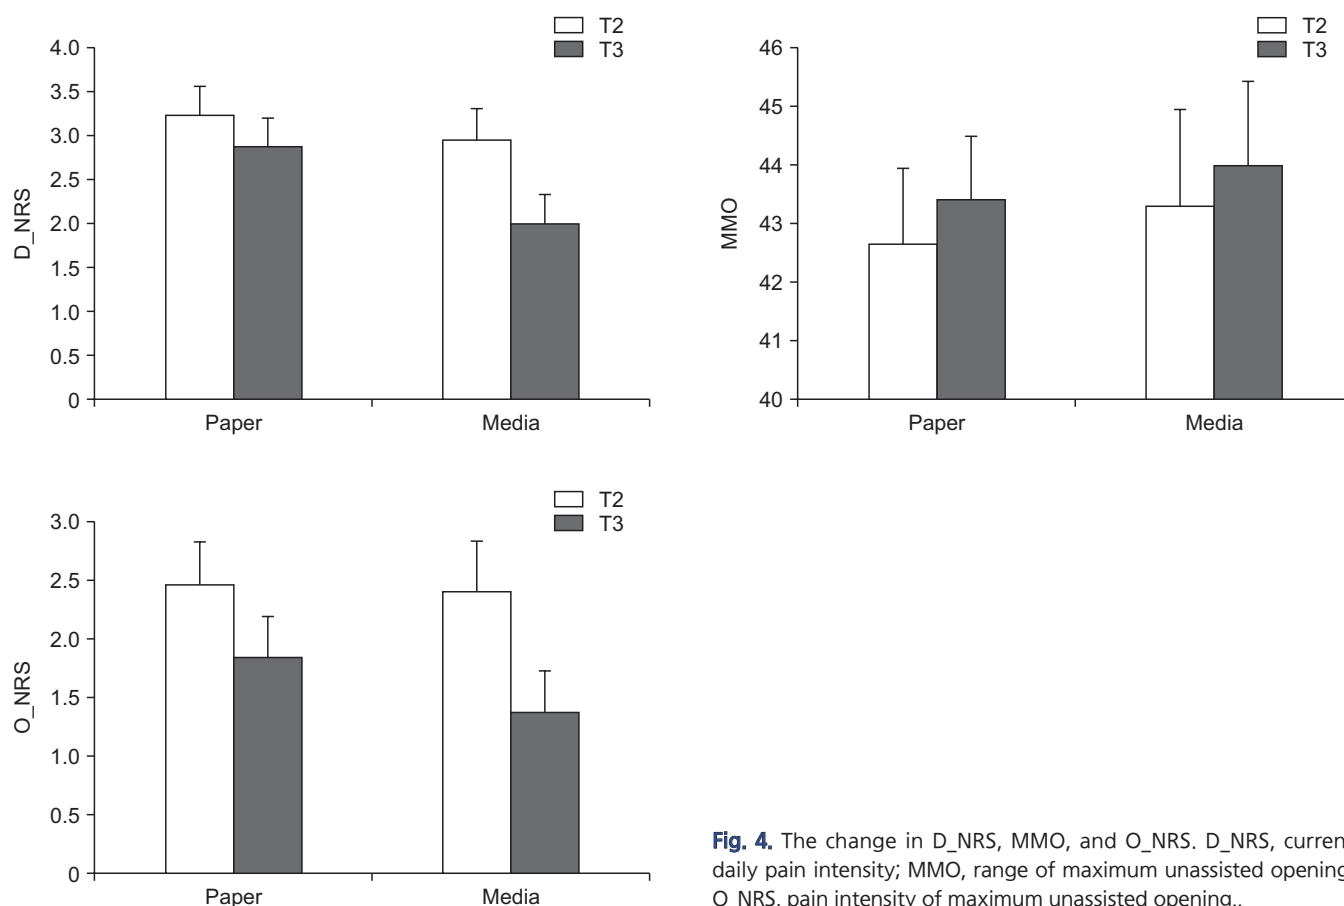 T2
T3
4.0
3.5
3.0
2.5
2.0
1.5
1.0
0.5
0
D_NRS
Paper Media
T2
T3
46
45
44
43
42
41
40
MMO
Paper Media
T2
T3
3.0
2.5
2.0
1.5
1.0
0.5
0
O_NRS
Paper Media
Fig. 4. The change in D_NRS, MMO, and O_NRS. D_NRS, curren
daily pain intensity; MMO, range of maximum unassisted opening
O_NRS, pain intensity of maximum unassisted opening..